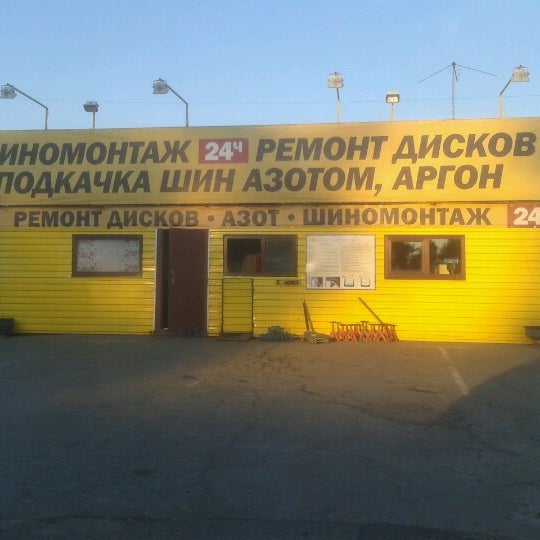 ИНОМОНТАЖ 24Ч РЕМОНТ ДИСКОВ
ПОДКАЧКА ШИН АЗОТОМ, АРГОН
РЕМОНТ ДИСКОВ • АЗОТ • ШИНОМОНТАЖ 24